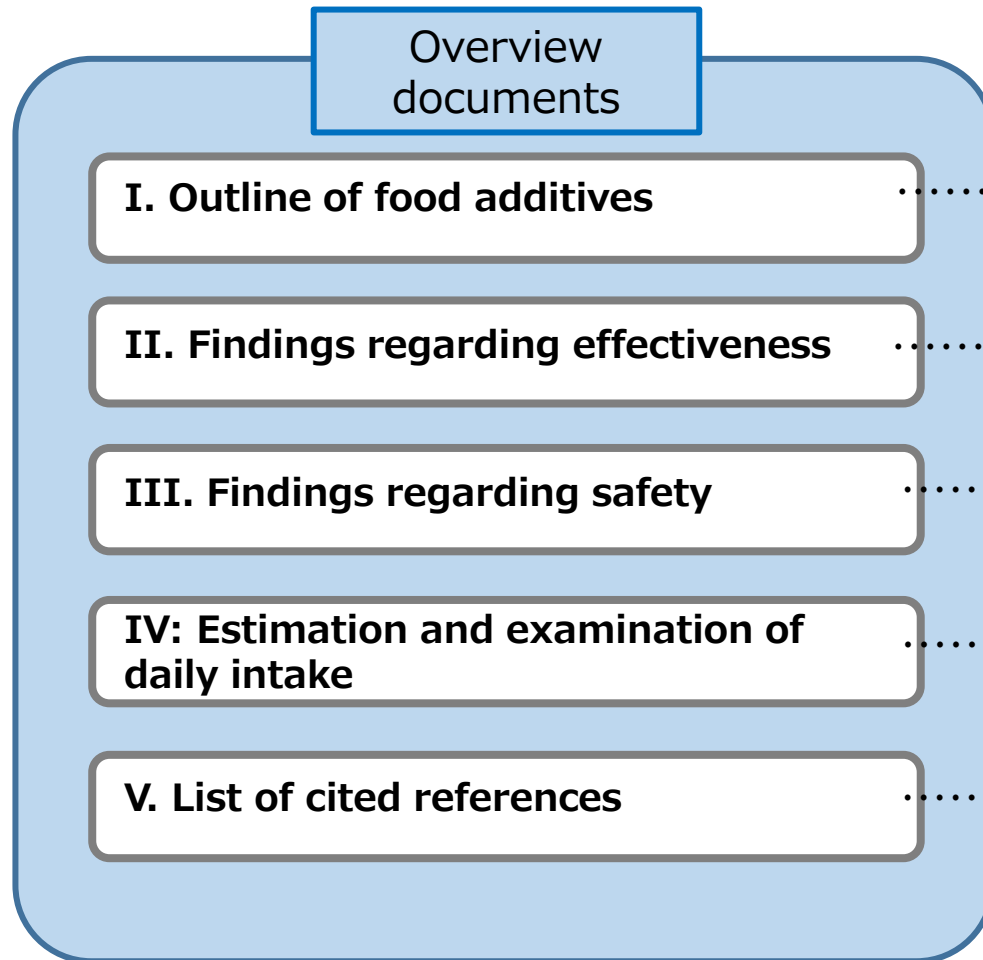 Overview
documents
I. Outline of food additives ······
II. Findings regarding effectiveness ······
III. Findings regarding safety ·····
IV: Estimation and examination of
daily intake ·····
V. List of cited references ·····